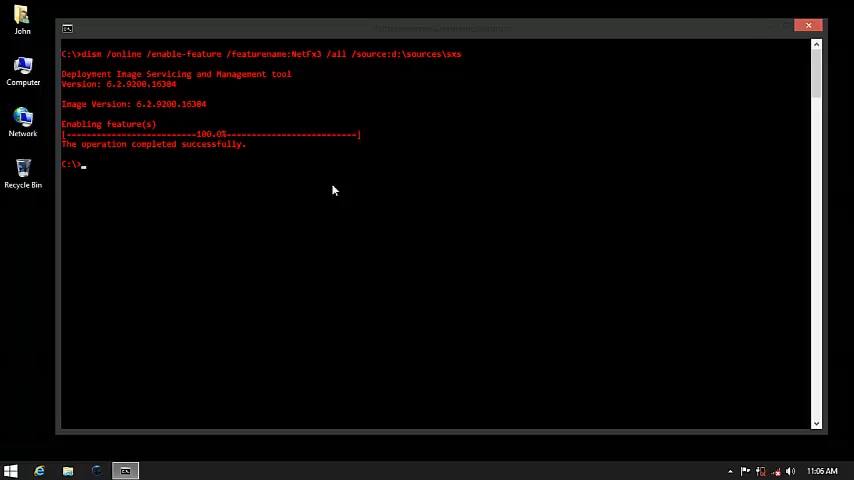 John
Computer
Network
Recycle Bin
C:\>dism /online /enable-feature /featurename:NetFx3 /all /source:d:\sources\sxs
Deployment Image Servicing and Management tool
Version: 6.2.9200.16384
Image Version: 6.2.9200.16384
Enabling feature(s)
[--------------------------100.0%--------------------------]
The operation completed successfully.
C:\>
11:06 AM